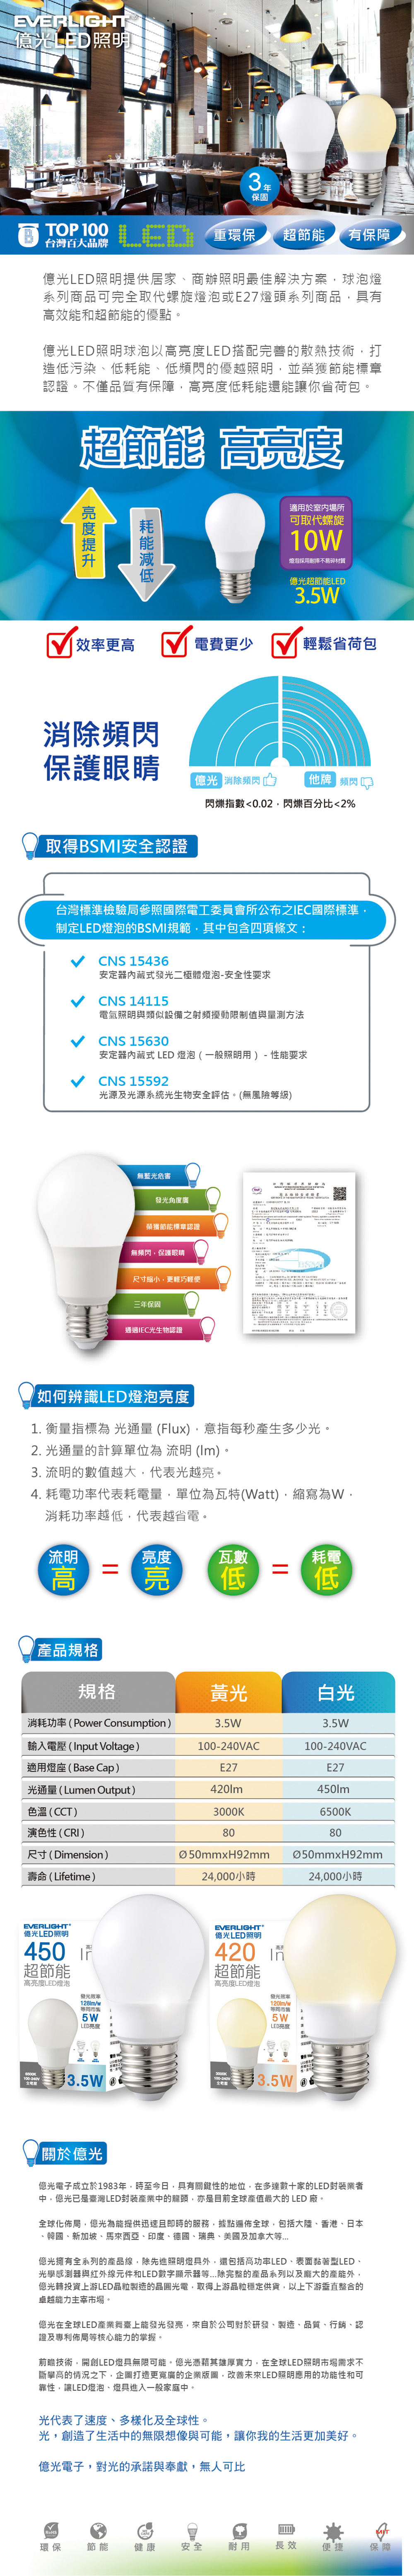 EVERLIGHT
億光LED照明
3年
保固
TOP 100
台灣百大品牌
LED
重環保
超節能
有保障
億光LED照明提供居家、商辦照明最佳解決方案，球泡燈
系列商品可完全取代螺旋燈泡或E27燈頭系列商品，具有
高效能和超節能的優點。
億光LED照明球泡以高亮度LED搭配完善的散熱技術，打
造低污染、低耗能、低頻閃的優越照明，並榮獲節能標章
認證。不僅品質有保障，高亮度低耗能還能讓你省荷包。
超節能 高亮度
亮度提升
耗能減低
適用於室內場所
可取代螺旋
10W
燈泡採用耐摔不易碎材質
億光超節能LED
3.5W
效率更高
電費更少
輕鬆省荷包
消除頻閃
保護眼睛
億光 消除頻閃
他牌 頻閃
閃爍指數<0.02，閃爍百分比<2%
取得BSMI安全認證
台灣標準檢驗局參照國際電工委員會所公布之IEC國際標準，
制定LED燈泡的BSMI規範，其中包含四項條文：
CNS 15436
安定器內藏式發光二極體燈泡-安全性要求
CNS 14115
電氣照明與類似設備之射頻擾動限制值與量測方法
CNS 15630
安定器內藏式 LED 燈泡（一般照明用）- 性能要求
CNS 15592
光源及光源系統光生物安全評估。(無風險等級)
無藍光危害
發光角度廣
榮獲節能標章認證
無頻閃，保護眼睛
尺寸縮小，更輕巧輕便
三年保固
通過IEC光生物認證
如何辨識LED燈泡亮度
1. 衡量指標為 光通量 (Flux)，意指每秒產生多少光。
2. 光通量的計算單位為 流明 (lm)。
3. 流明的數值越大，代表光越亮。
4. 耗電功率代表耗電量，單位為瓦特(Watt)，縮寫為W，
消耗功率越低，代表越省電。
流明 高 = 亮度 亮
瓦數 低 = 耗電 低
產品規格
規格 黃光 白光
消耗功率 ( Power Consumption ) 3.5W 3.5W
輸入電壓 ( Input Voltage ) 100-240VAC 100-240VAC
適用燈座 ( Base Cap ) E27 E27
光通量 ( Lumen Output ) 420lm 450lm
色溫 ( CCT ) 3000K 6500K
演色性 ( CRI ) 80 80
尺寸 ( Dimension ) Ø50mmxH92mm Ø50mmxH92mm
壽命 ( Lifetime ) 24,000小時 24,000小時
EVERLIGHT
億光LED照明
450
超節能
高亮度LED燈泡
發光效率
128lm/w
等同市售
5W
LED亮度
6500K
100-240V
3.5W
EVERLIGHT
億光LED照明
420
超節能
高亮度LED燈泡
發光效率
120lm/w
等同市售
5W
LED亮度
3000K
100-240V
3.5W
關於億光
億光電子成立於1983年，時至今日，具有關鍵性的地位，在多達數十家的LED封裝業者
中，億光已是臺灣LED封裝產業中的龍頭，亦是目前全球產值最大的 LED 廠。
全球化佈局，億光為能提供迅速且即時的服務，據點遍佈全球，包括大陸、香港、日本
、韓國、新加坡、馬來西亞、印度、德國、瑞典、美國及加拿大等...
億光擁有全系列的產品線，除先進照明燈具外，還包括高功率LED、表面黏著型LED、
光學感測器與紅外線元件和LED數字顯示器等...除完整的產品系列以及龐大的產能外，
億光轉投資上游LED晶粒製造的晶圓光電，取得上游晶粒穩定供貨，以上下游垂直整合的
卓越能力主宰市場。
億光在全球LED產業舞臺上能發光發亮，來自於公司對於研發、製造、品質、行銷、認
證及專利佈局等核心能力的掌握。
前瞻技術，開創LED燈具無限可能。億光憑藉其雄厚實力，在全球LED照明市場需求不
斷攀高的情況之下，企圖打造更寬廣的企業版圖，改善未來LED照明應用的功能性和可
靠性，讓LED燈泡、燈具進入一般家庭中。
光代表了速度、多樣化及全球性。
光，創造了生活中的無限想像與可能，讓你我的生活更加美好。
億光電子，對光的承諾與奉獻，無人可比
環保 節能 健康 安全 耐用 長效 便捷 保障
MIT